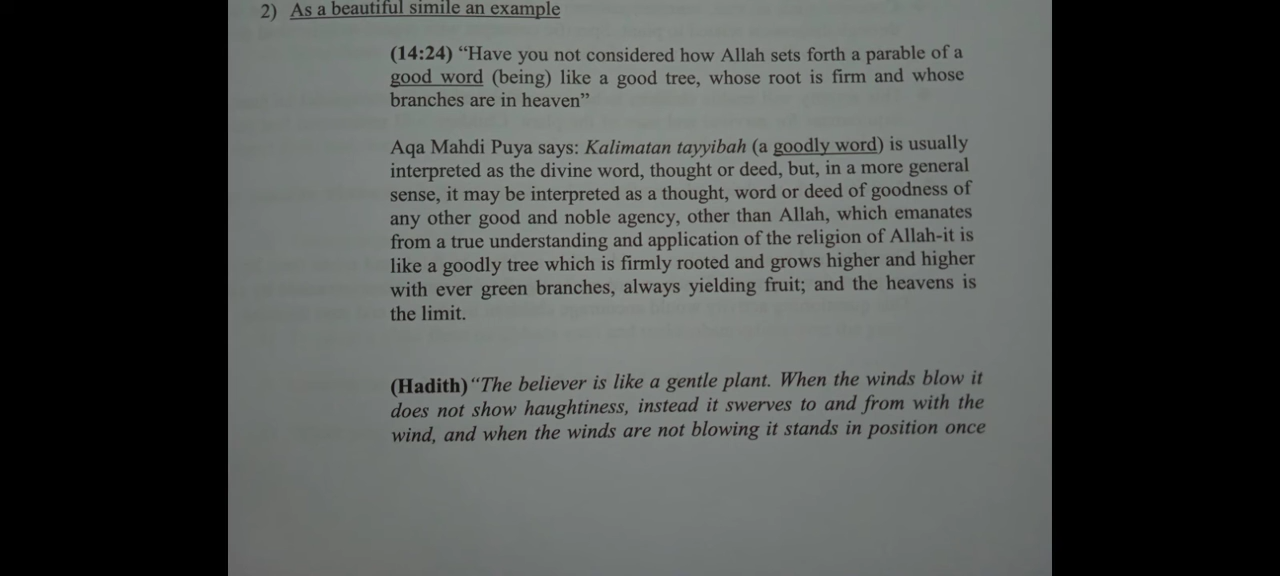 2) As a beautiful simile an example
(14:24) “Have you not considered how Allah sets forth a parable of a
good word (being) like a good tree, whose root is firm and whose
branches are in heaven”
Aqa Mahdi Puya says: Kalimatan tayyibah (a goodly word) is usually
interpreted as the divine word, thought or deed, but, in a more general
sense, it may be interpreted as a thought, word or deed of goodness of
any other good and noble agency, other than Allah, which emanates
from a true understanding and application of the religion of Allah-it is
like a goodly tree which is firmly rooted and grows higher and higher
with ever green branches, always yielding fruit; and the heavens is
the limit.
(Hadith) “The believer is like a gentle plant. When the winds blow it
does not show haughtiness, instead it swerves to and from with the
wind, and when the winds are not blowing it stands in position once